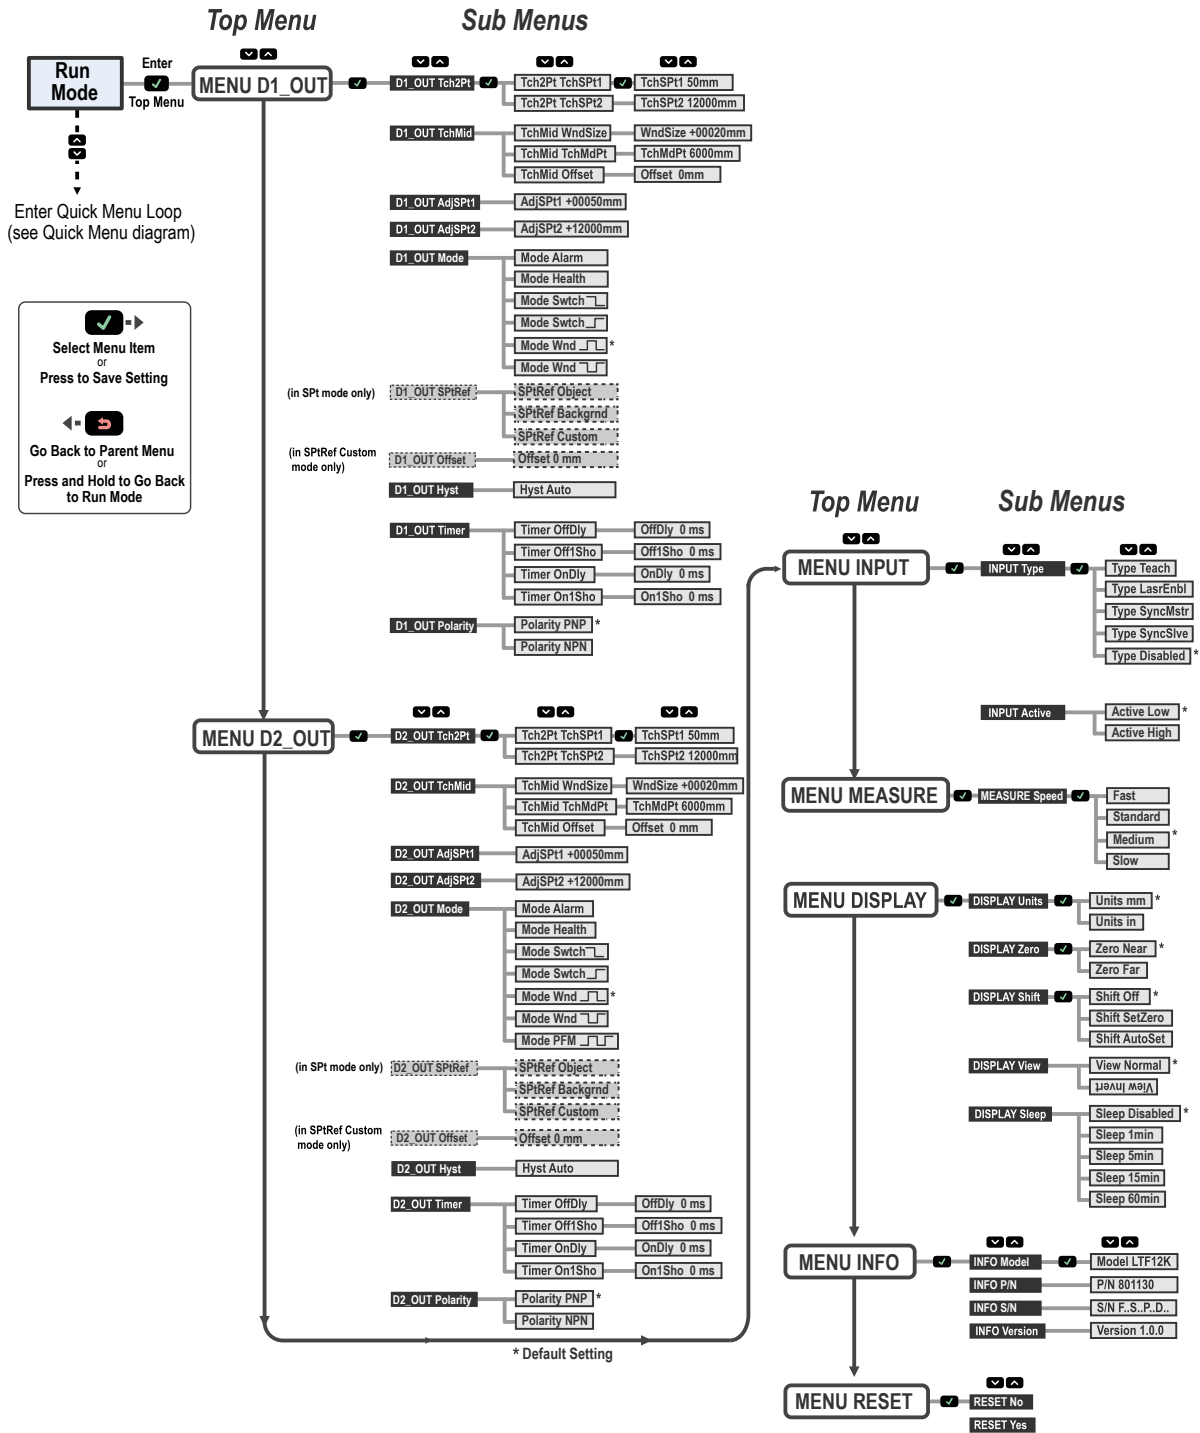 Top Menu
Sub Menus
Run
Mode
Enter
Top Menu
Enter Quick Menu Loop
(see Quick Menu diagram)
Select Menu Item
or
Press to Save Setting
Go Back to Parent Menu
or
Press and Hold to Go Back
to Run Mode
MENU D1_OUT
D1_OUT Tch2Pt
Tch2Pt TchSPt1
TchSPt1 50mm
Tch2Pt TchSPt2
TchSPt2 12000mm
D1_OUT TchMid
TchMid WndSize
WndSize +00020mm
TchMid TchMdPt
TchMdPt 6000mm
TchMid Offset
Offset 0mm
D1_OUT AdjSPt1
AdjSPt1 +00050mm
D1_OUT AdjSPt2
AdjSPt2 +12000mm
D1_OUT Mode
Mode Alarm
Mode Health
Mode Swtch
Mode Swtch
Mode Wnd *
Mode Wnd
(in SPt mode only)
D1_OUT SPtRef
SPtRef Object
SPtRef Backgrnd
SPtRef Custom
(in SPtRef Custom
mode only)
D1_OUT Offset
Offset 0 mm
D1_OUT Hyst
Hyst Auto
D1_OUT Timer
Timer OffDly
OffDly 0 ms
Timer Off1Sho
Off1Sho 0 ms
Timer OnDly
OnDly 0 ms
Timer On1Sho
On1Sho 0 ms
D1_OUT Polarity
Polarity PNP *
Polarity NPN
MENU D2_OUT
D2_OUT Tch2Pt
Tch2Pt TchSPt1
TchSPt1 50mm
Tch2Pt TchSPt2
TchSPt2 12000mm
D2_OUT TchMid
TchMid WndSize
WndSize +00020mm
TchMid TchMdPt
TchMdPt 6000mm
TchMid Offset
Offset 0 mm
D2_OUT AdjSPt1
AdjSPt1 +00050mm
D2_OUT AdjSPt2
AdjSPt2 +12000mm
D2_OUT Mode
Mode Alarm
Mode Health
Mode Swtch
Mode Swtch
Mode Wnd *
Mode Wnd
Mode PFM
(in SPt mode only)
D2_OUT SPtRef
SPtRef Object
SPtRef Backgrnd
SPtRef Custom
(in SPtRef Custom
mode only)
D2_OUT Offset
Offset 0 mm
D2_OUT Hyst
Hyst Auto
D2_OUT Timer
Timer OffDly
OffDly 0 ms
Timer Off1Sho
Off1Sho 0 ms
Timer OnDly
OnDly 0 ms
Timer On1Sho
On1Sho 0 ms
D2_OUT Polarity
Polarity PNP *
Polarity NPN
* Default Setting
Top Menu
Sub Menus
MENU INPUT
INPUT Type
Type Teach
Type LasrEnbl
Type SyncMstr
Type SyncSlve
Type Disabled *
INPUT Active
Active Low *
Active High
MENU MEASURE
MEASURE Speed
Fast
Standard
Medium *
Slow
MENU DISPLAY
DISPLAY Units
Units mm *
Units in
DISPLAY Zero
Zero Near *
Zero Far
DISPLAY Shift
Shift Off *
Shift SetZero
Shift AutoSet
DISPLAY View
View Normal *
View Invert
DISPLAY Sleep
Sleep Disabled *
Sleep 1min
Sleep 5min
Sleep 15min
Sleep 60min
MENU INFO
INFO Model
Model LTF12K
INFO P/N
P/N 801130
INFO S/N
S/N F..S..P..D..
INFO Version
Version 1.0.0
MENU RESET
RESET No
RESET Yes